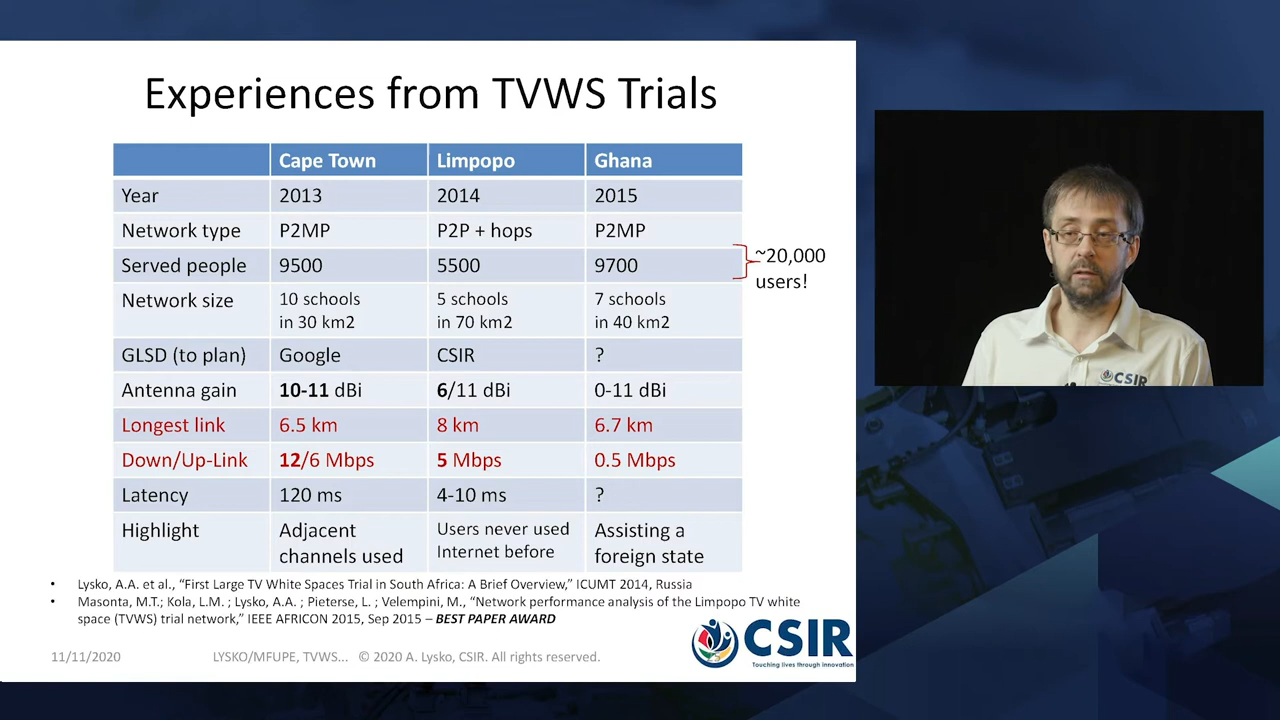 Experiences from TVWS Trials
Cape Town Limpopo Ghana
Year 2013 2014 2015
Network type P2MP P2P + hops P2MP
Served people 9500 5500 9700
~20,000
users!
Network size 10 schools 5 schools 7 schools
in 30 km2 in 70 km2 in 40 km2
GLSD (to plan) Google CSIR ?
Antenna gain 10-11 dBi 6/11 dBi 0-11 dBi
Longest link 6.5 km 8 km 6.7 km
Down/Up-Link 12/6 Mbps 5 Mbps 0.5 Mbps
Latency 120 ms 4-10 ms ?
Highlight Adjacent Users never used Assisting a
channels used Internet before foreign state
• Lysko, A.A. et al., “First Large TV White Spaces Trial in South Africa: A Brief Overview,” ICUMT 2014, Russia
• Masonta, M.T.; Kola, L.M. ; Lysko, A.A. ; Pieterse, L. ; Velempini, M., “Network performance analysis of the Limpopo TV white
space (TVWS) trial network,” IEEE AFRICON 2015, Sep 2015 – BEST PAPER AWARD
11/11/2020 LYSKO/MFUPE, TVWS... © 2020 A. Lysko, CSIR. All rights reserved.
CSIR
Touching lives through innovation
CSIR